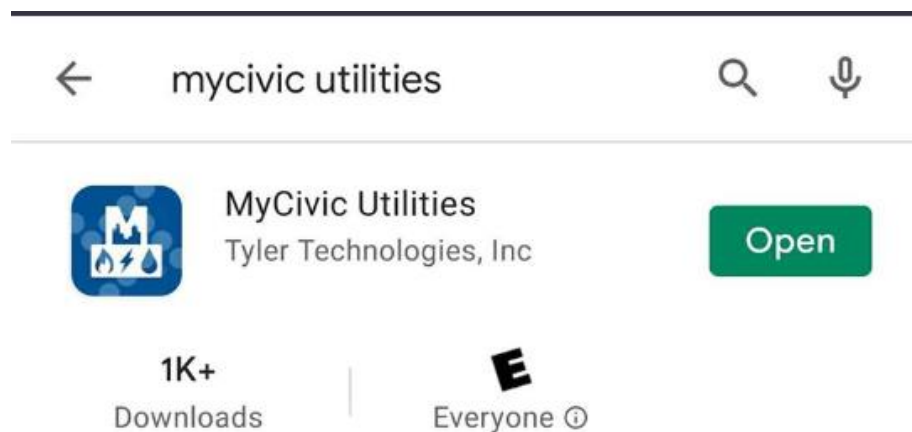 mycivic utilities
M
MyCivic Utilities
Tyler Technologies, Inc
Open
1K+
Downloads
E
Everyone